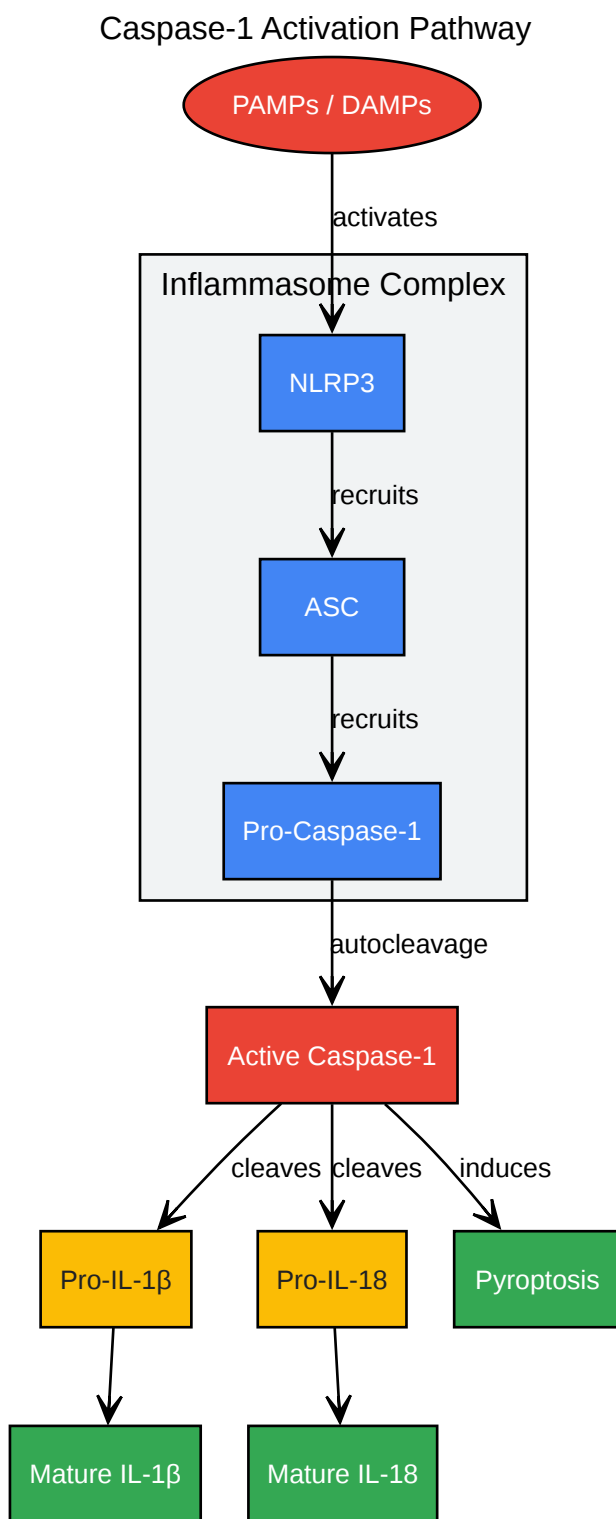 Caspase-1 Activation Pathway
PAMPs / DAMPs
activates
Inflammasome Complex
NLRP3
recruits
ASC
recruits
Pro-Caspase-1
autocleavage
Active Caspase-1
cleaves
cleaves
induces
Pro-IL-1β
Pro-IL-18
Pyroptosis
Mature IL-1β
Mature IL-18